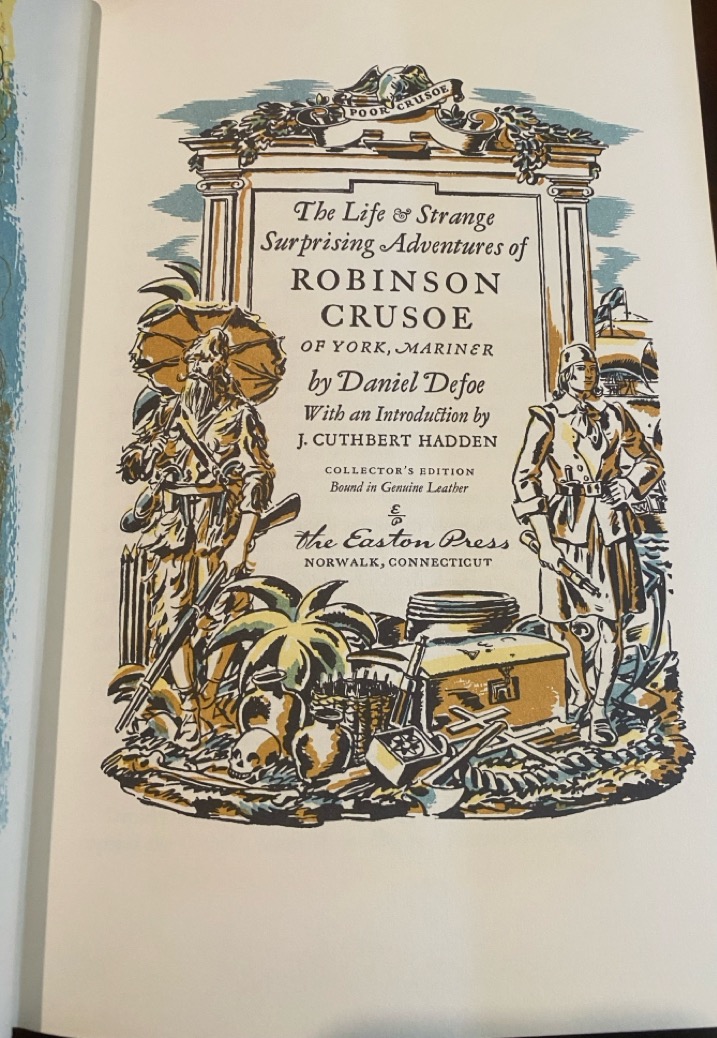 POOR CRUSOE
The Life & Strange
Surprising Adventures of
ROBINSON
CRUSOE
OF YORK, MARINER
by Daniel Defoe
With an Introduction by
J. CUTHBERT HADDEN
COLLECTOR'S EDITION
Bound in Genuine Leather
E
P
the Easton Press
NORWALK, CONNECTICUT